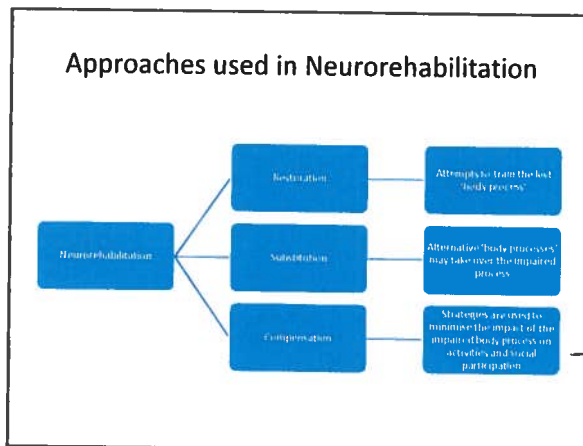 Approaches used in Neurorehabilitation
Neurorehabilitation
Restoration
Attempts to train the lost
'body process'
Substitution
Alternative 'body processes'
may take over the impaired
process
Compensation
Strategies are used to
minimise the impact of the
impaired body process on
activities and social
participation